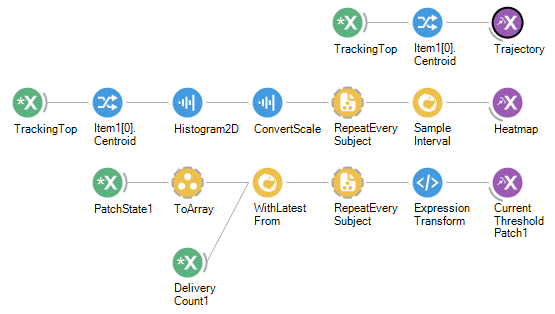 TrackingTop
Item1[0].
Centroid
Trajectory
TrackingTop
Item1[0].
Centroid
Histogram2D
ConvertScale
RepeatEvery
Subject
Sample
Interval
Heatmap
PatchState1
ToArray
WithLatest
From
RepeatEvery
Subject
Expression
Transform
Current
Threshold
Patch1
Delivery
Count1